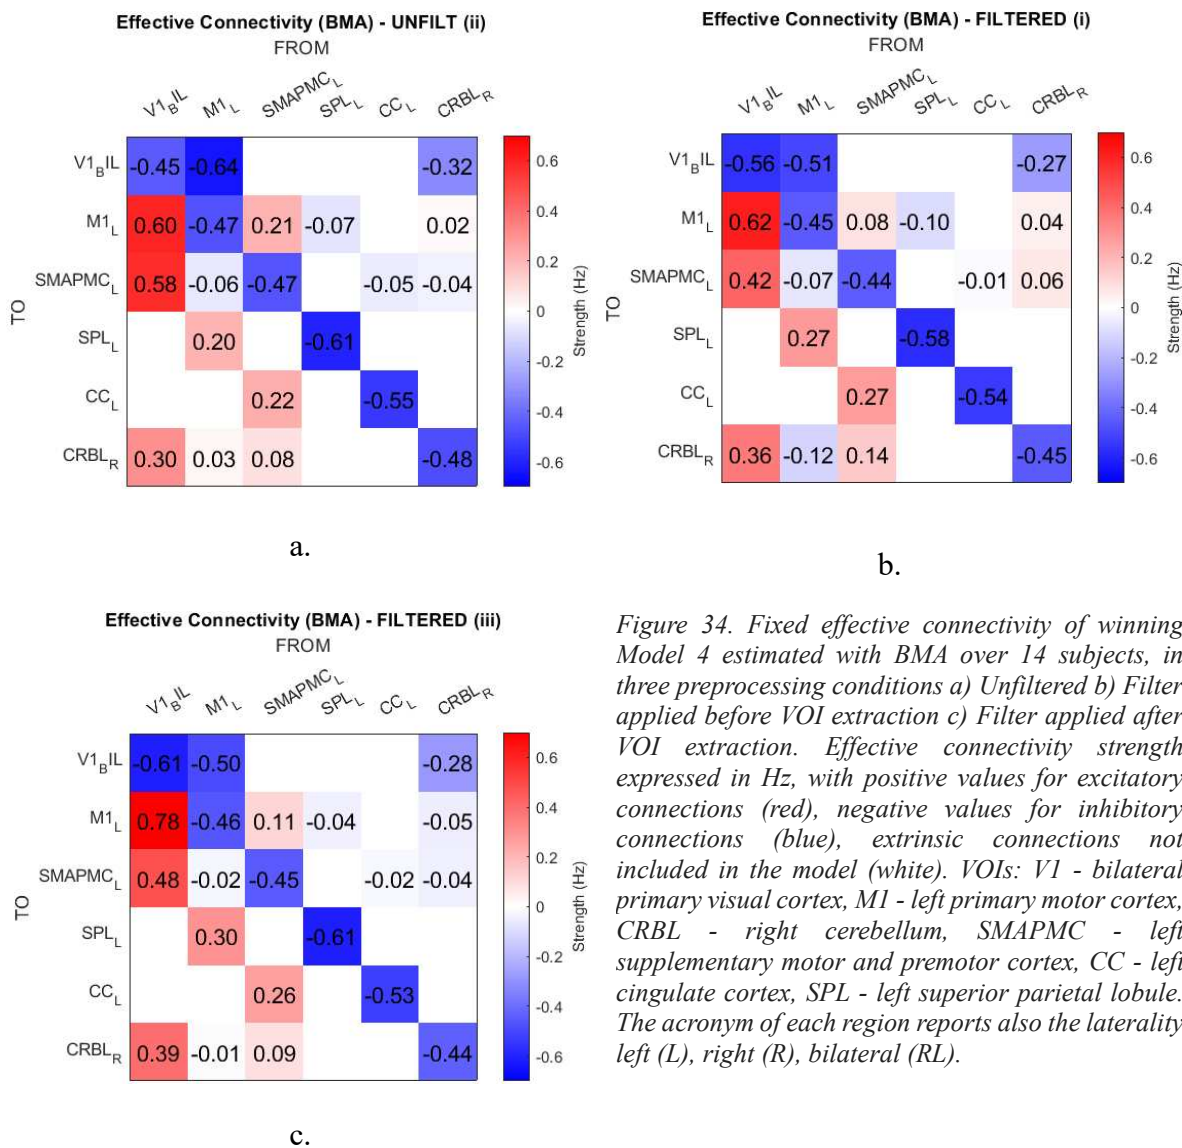 Effective Connectivity (BMA) - UNFILT (ii)
FROM
V1BIL M1L SMAPMCL SPLL CCL CRBLR
TO
V1BIL -0.45 -0.64 -0.32
M1L 0.60 -0.47 0.21 -0.07 0.02
SMAPMCL 0.58 -0.06 -0.47 -0.05 -0.04
SPLL 0.20 -0.61
CCL 0.22 -0.55
CRBLR 0.30 0.03 0.08 -0.48
0.6
0.4
0.2
0
-0.2
-0.4
-0.6
Strength (Hz)
a.
Effective Connectivity (BMA) - FILTERED (i)
FROM
V1BIL M1L SMAPMCL SPLL CCL CRBLR
TO
V1BIL -0.56 -0.51 -0.27
M1L 0.62 -0.45 0.08 -0.10 0.04
SMAPMCL 0.42 -0.07 -0.44 -0.01 0.06
SPLL 0.27 -0.58
CCL 0.27 -0.54
CRBLR 0.36 -0.12 0.14 -0.45
0.6
0.4
0.2
0
-0.2
-0.4
-0.6
Strength (Hz)
b.
Effective Connectivity (BMA) - FILTERED (iii)
FROM
V1BIL M1L SMAPMCL SPLL CCL CRBLR
TO
V1BIL -0.61 -0.50 -0.28
M1L 0.78 -0.46 0.11 -0.04 -0.05
SMAPMCL 0.48 -0.02 -0.45 -0.02 -0.04
SPLL 0.30 -0.61
CCL 0.26 -0.53
CRBLR 0.39 -0.01 0.09 -0.44
0.6
0.4
0.2
0
-0.2
-0.4
-0.6
Strength (Hz)
c.
Figure 34. Fixed effective connectivity of winning
Model 4 estimated with BMA over 14 subjects, in
three preprocessing conditions a) Unfiltered b) Filter
applied before VOI extraction c) Filter applied after
VOI extraction. Effective connectivity strength
expressed in Hz, with positive values for excitatory
connections (red), negative values for inhibitory
connections (blue), extrinsic connections not
included in the model (white). VOIs: V1 - bilateral
primary visual cortex, M1 - left primary motor cortex,
CRBL - right cerebellum, SMAPMC - left
supplementary motor and premotor cortex, CC - left
cingulate cortex, SPL - left superior parietal lobule.
The acronym of each region reports also the laterality
left (L), right (R), bilateral (RL).